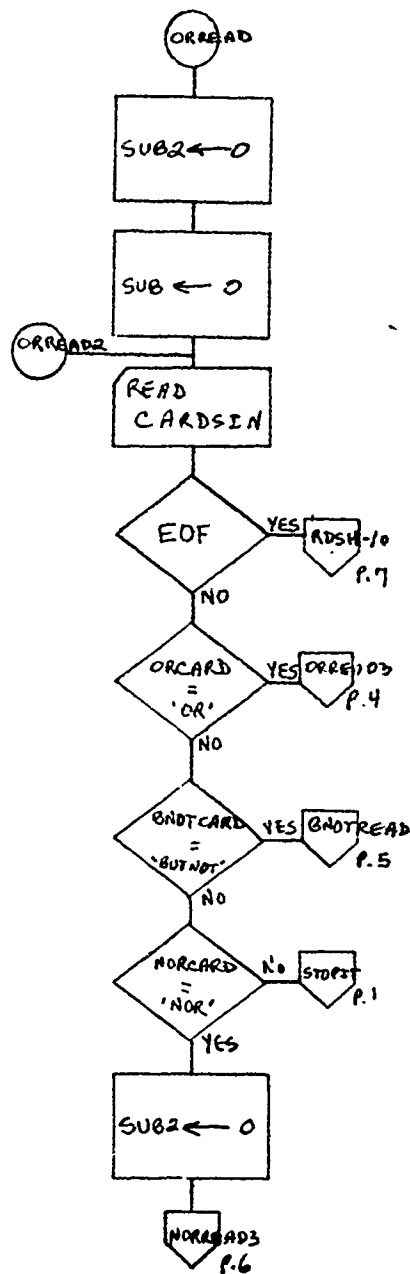 ORREAD
SUB2 ← 0
SUB ← 0
ORREAD2
READ
CARDSIN
EOF
YES
RDSH-10
P.7
NO
ORCARD
=
'OR'
YES
ORREAD3
P.4
NO
BNOTCARD
=
'BUTNOT'
YES
BNOTREAD
P.5
NO
NORCARD
=
'NOR'
NO
STOPIT
P.1
YES
SUB2 ← 0
NORREAD3
P.6